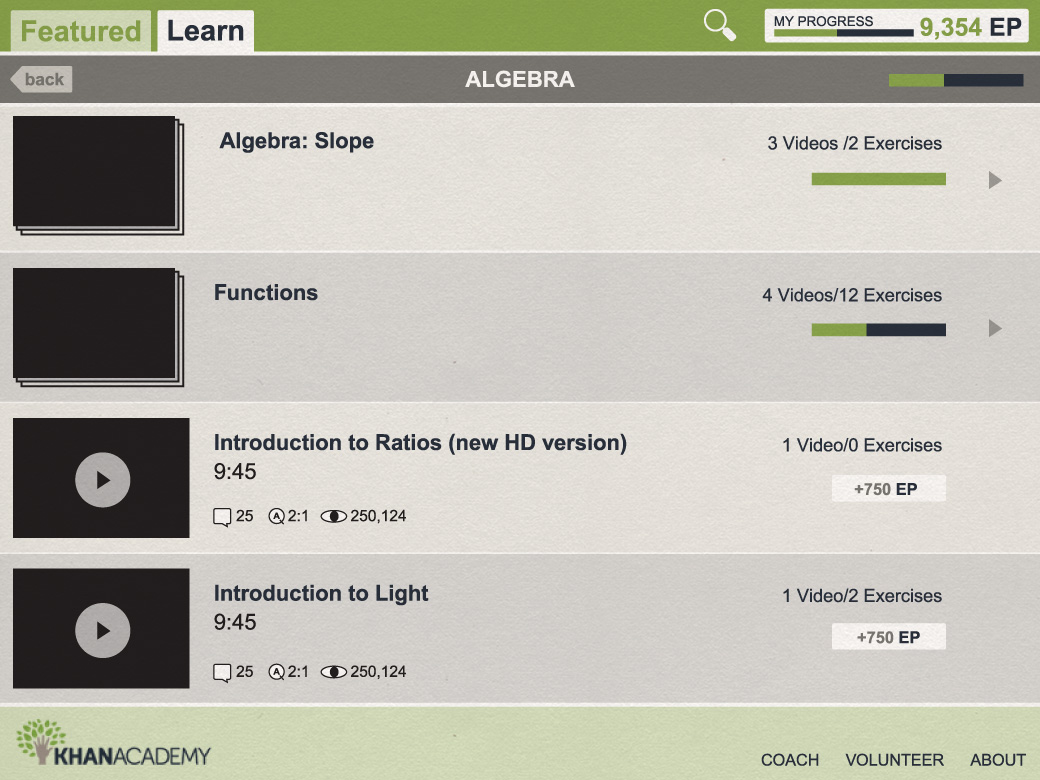 Featured
Learn
MY PROGRESS
9,354 EP
back
ALGEBRA
Algebra: Slope
3 Videos /2 Exercises
Functions
4 Videos/12 Exercises
Introduction to Ratios (new HD version)
1 Video/0 Exercises
9:45
+750 EP
25 A 2:1 250,124
Introduction to Light
1 Video/2 Exercises
9:45
+750 EP
25 A 2:1 250,124
KHANACADEMY
COACH VOLUNTEER ABOUT